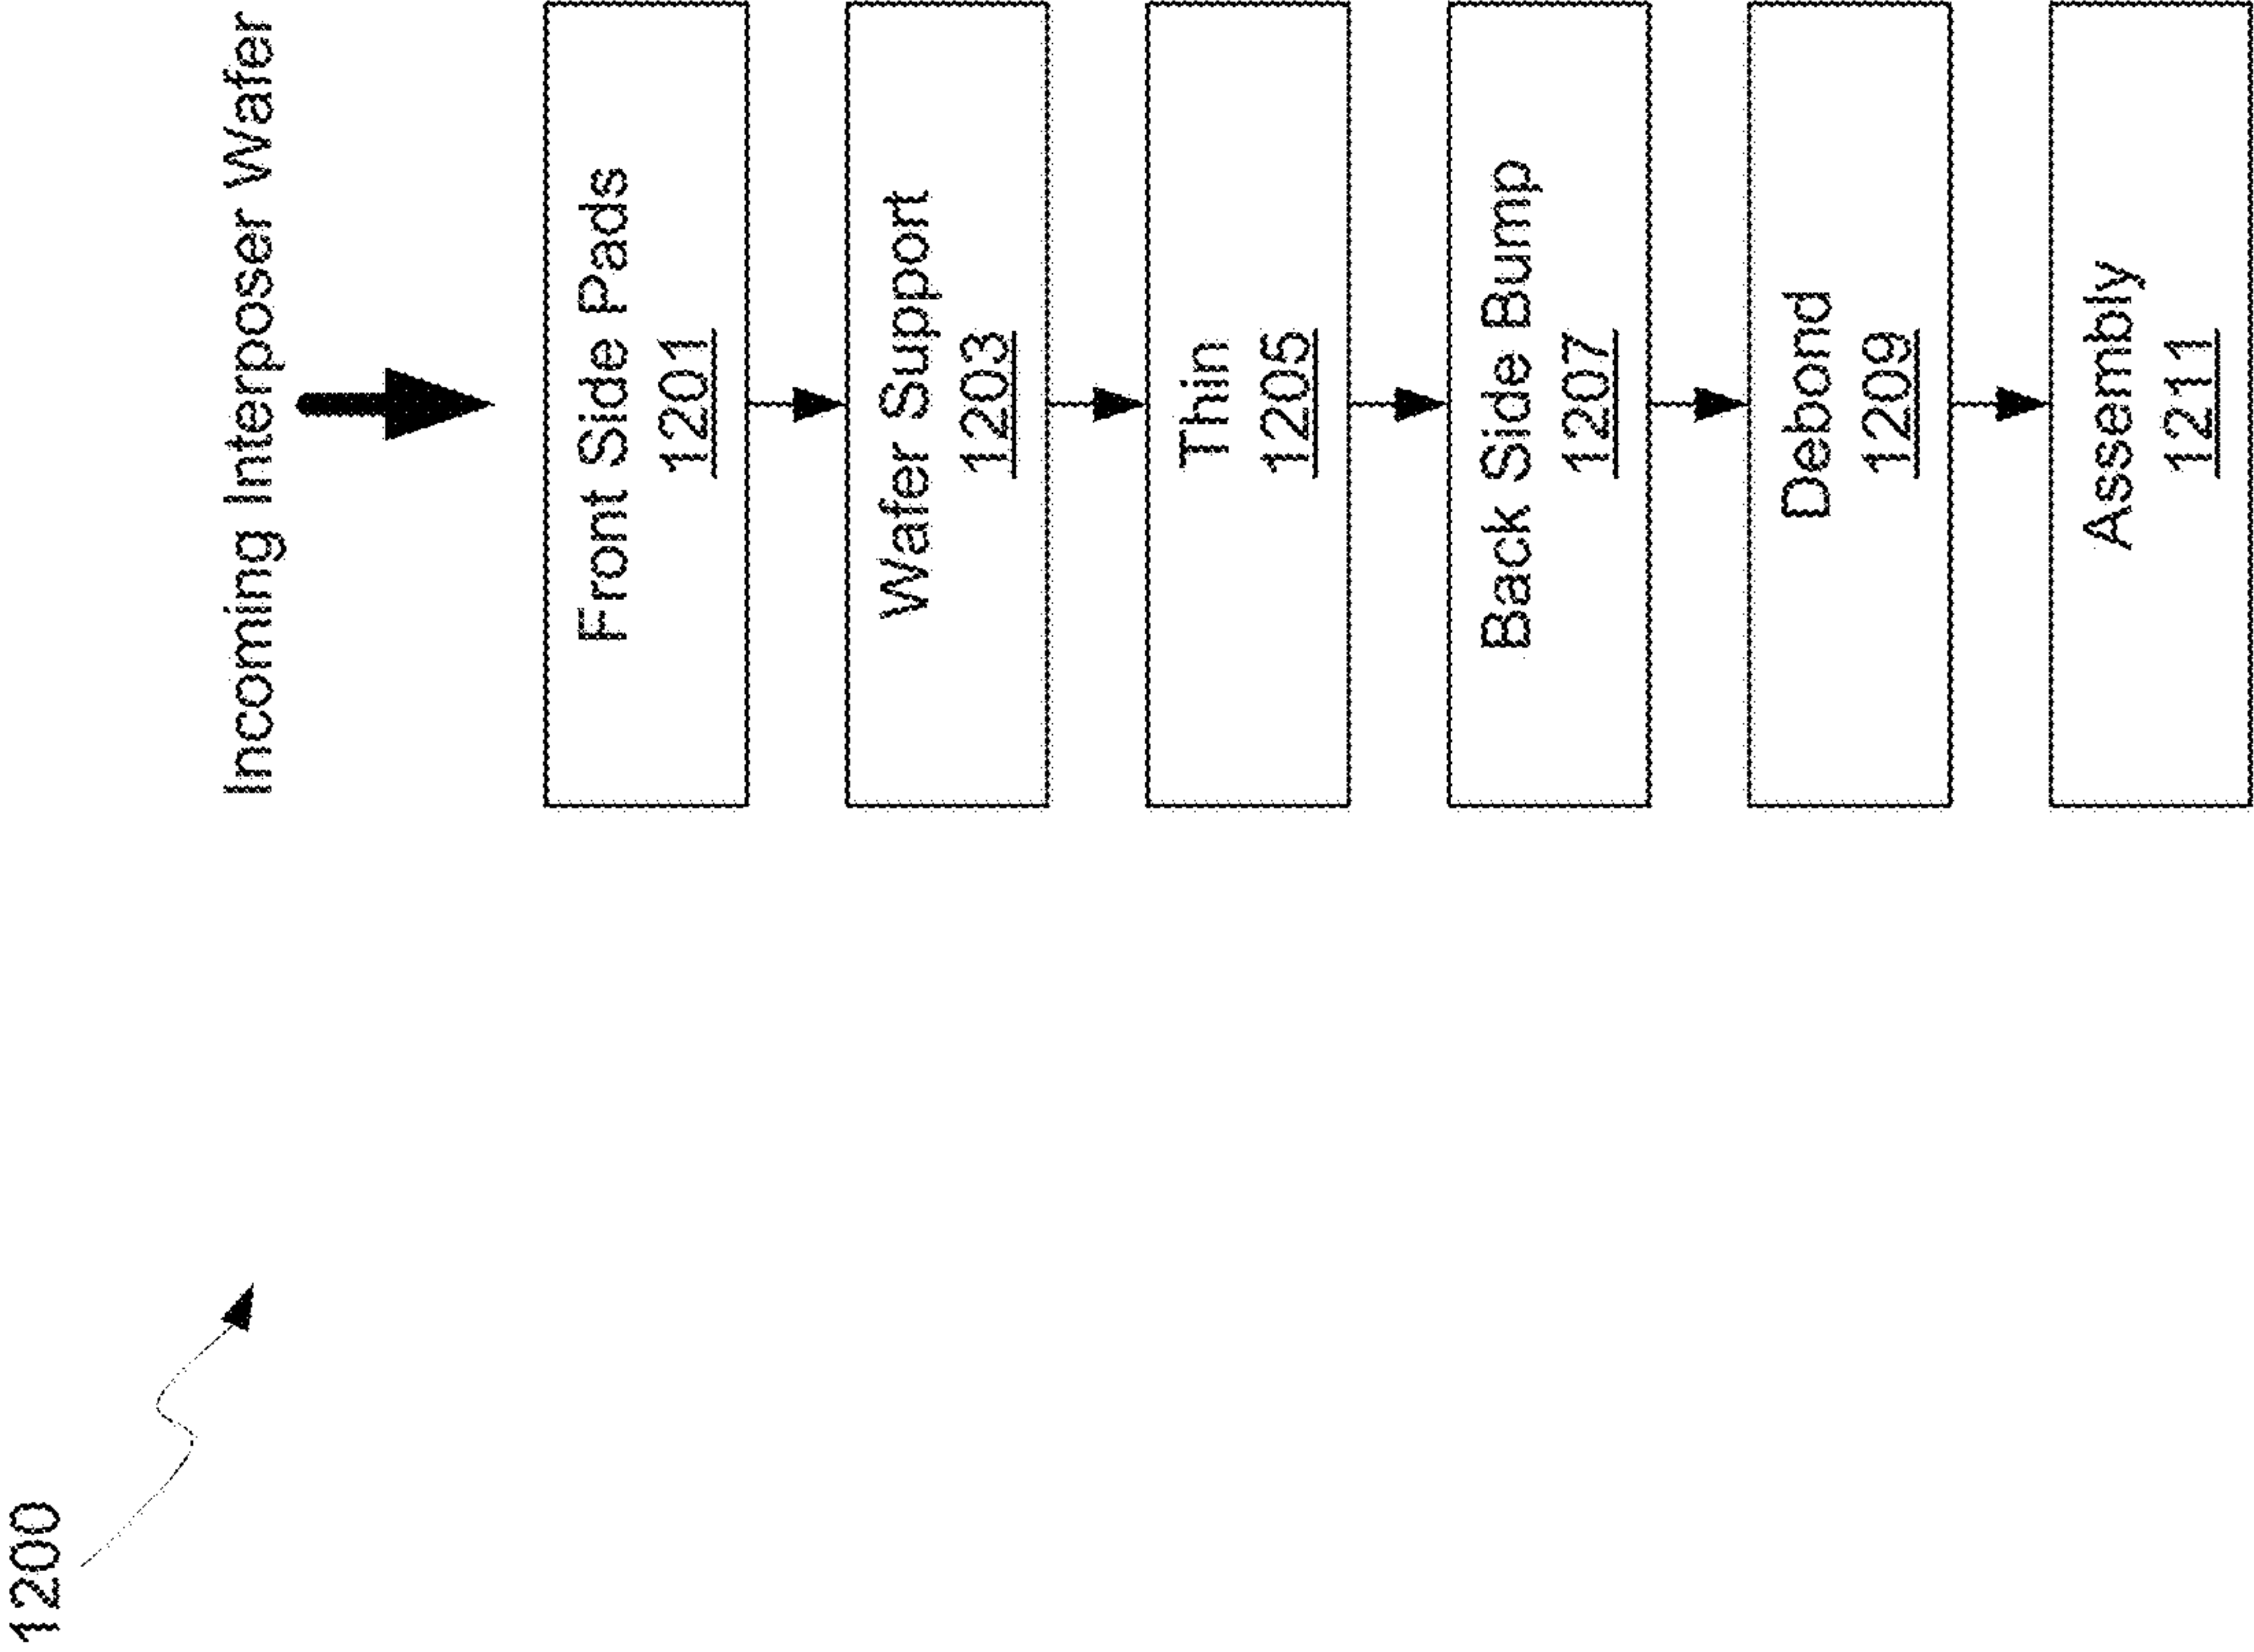 1200
Incoming Interposer Wafer
Front Side Pads
1201
Wafer Support
1203
Thin
1205
Back Side Bump
1207
Debond
1209
Assembly
1211